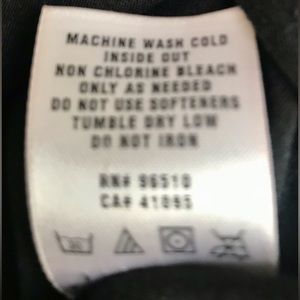 MACHINE WASH COLD
INSIDE OUT
NON CHLORINE BLEACH
ONLY AS NEEDED
DO NOT USE SOFTENERS
TUMBLE DRY LOW
DO NOT IRON
RN# 96510
CA# 41095